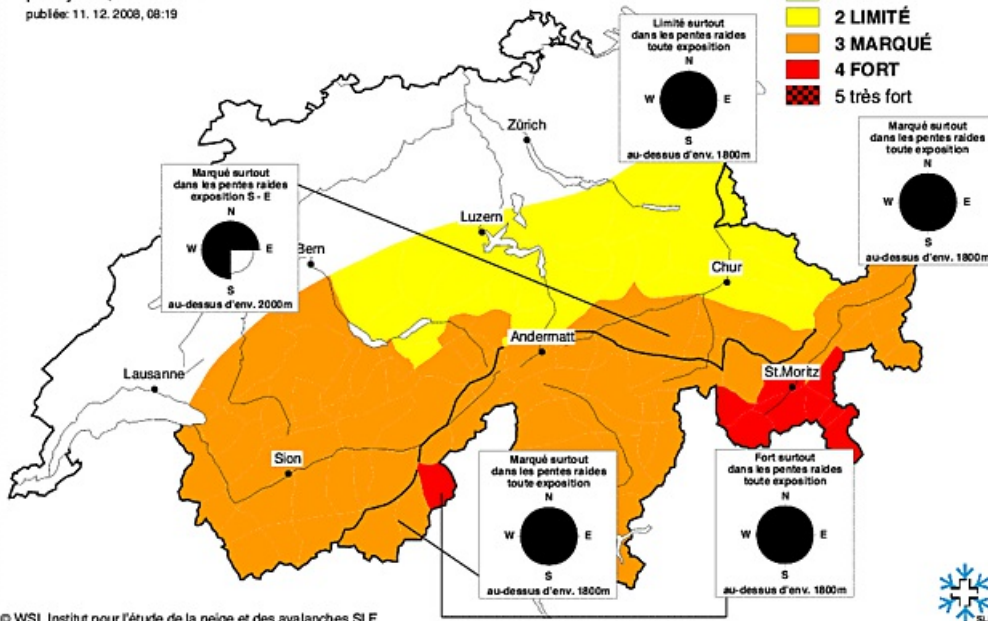 publiée: 11. 12. 2008, 08:19
2 LIMITÉ
3 MARQUÉ
4 FORT
5 très fort
Limité surtout
dans les pentes raides
toute exposition
N
W E
S
au-dessus d'env. 1800m
Marqué surtout
dans les pentes raides
toute exposition
N
W E
S
au-dessus d'env. 1800m
Marqué surtout
dans les pentes raides
exposition S - E
N
W E
S
au-dessus d'env. 2000m
Zürich
Luzern
Bern
Chur
Andermatt
Lausanne
St.Moritz
Sion
Marqué surtout
dans les pentes raides
toute exposition
N
W E
S
au-dessus d'env. 1800m
Fort surtout
dans les pentes raides
toute exposition
N
W E
S
au-dessus d'env. 1800m
© WSL Institut pour l'étude de la neige et des avalanches SLF